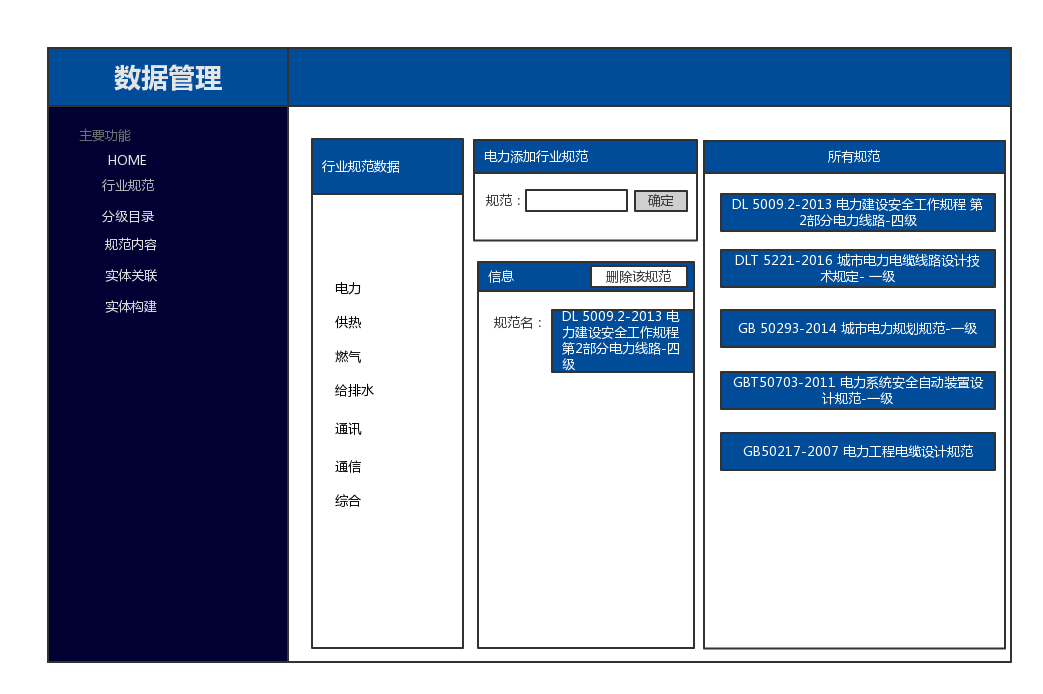 数据管理
主要功能
HOME
行业规范
分级目录
规范内容
实体关联
实体构建
行业规范数据
电力
供热
燃气
给排水
通讯
通信
综合
电力添加行业规范
规范：
确定
信息
删除该规范
规范名：
DL 5009.2-2013 电
力建设安全工作规程
第2部分电力线路-四
级
所有规范
DL 5009.2-2013 电力建设安全工作规程 第
2部分电力线路-四级
DLT 5221-2016 城市电力电缆线路设计技
术规定- 一级
GB 50293-2014 城市电力规划规范-一级
GBT50703-2011 电力系统安全自动装置设
计规范-一级
GB50217-2007 电力工程电缆设计规范